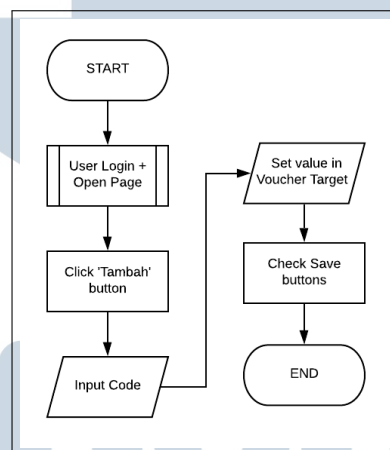 START
User Login +
Open Page
Click 'Tambah'
button
Input Code
Set value in
Voucher Target
Check Save
buttons
END